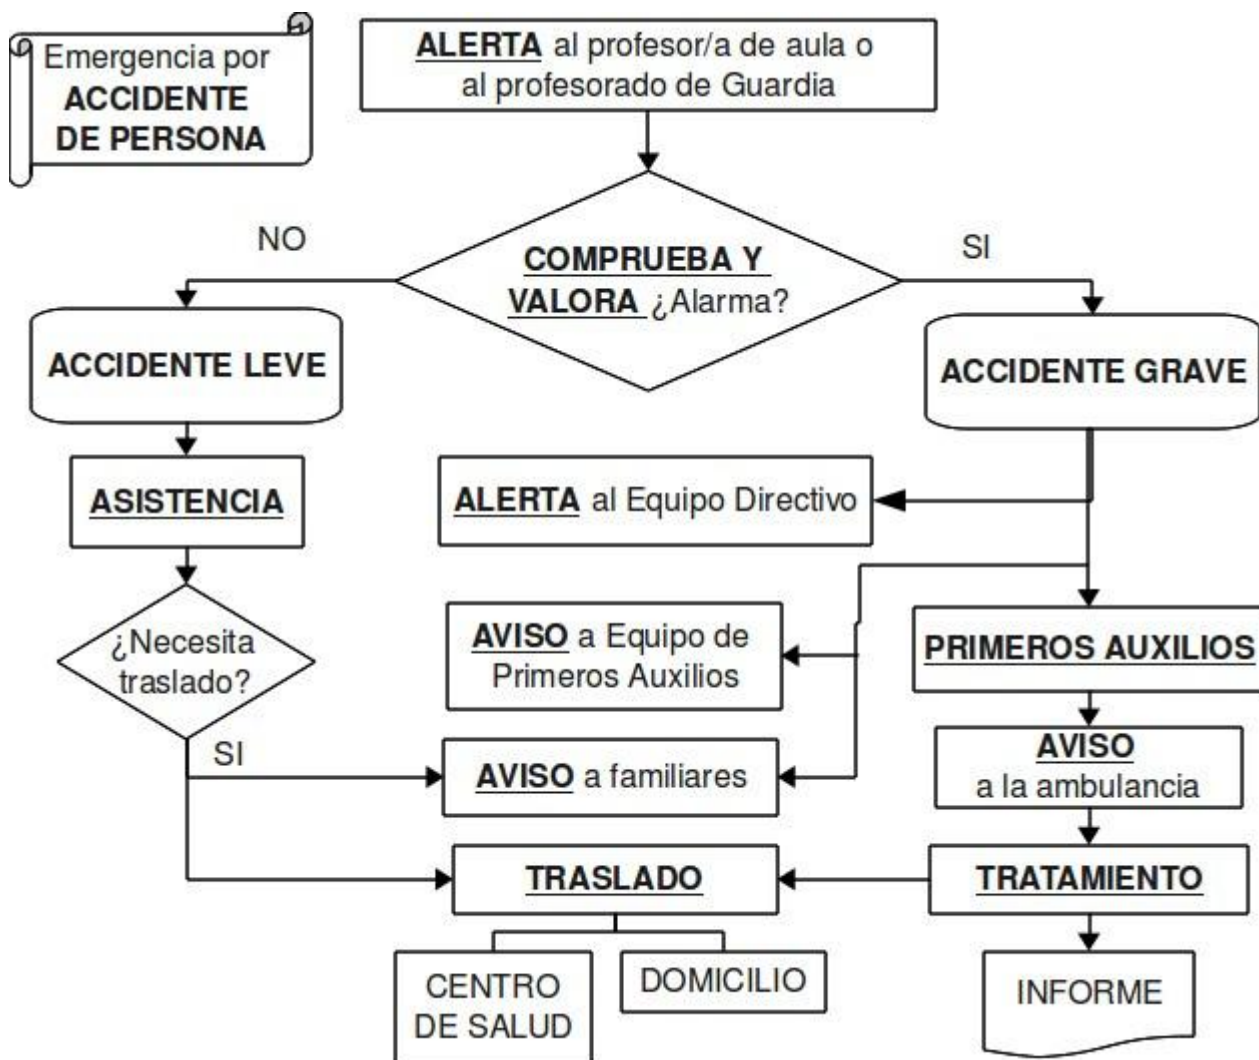 Emergencia por
ACCIDENTE
DE PERSONA
ALERTA al profesor/a de aula o
al profesorado de Guardia
NO
COMPRUEBA Y
VALORA ¿Alarma?
SI
ACCIDENTE LEVE
ACCIDENTE GRAVE
ASISTENCIA
ALERTA al Equipo Directivo
¿Necesita
traslado?
AVISO a Equipo de
Primeros Auxilios
PRIMEROS AUXILIOS
SI
AVISO a familiares
AVISO
a la ambulancia
TRASLADO
TRATAMIENTO
CENTRO
DE SALUD
DOMICILIO
INFORME